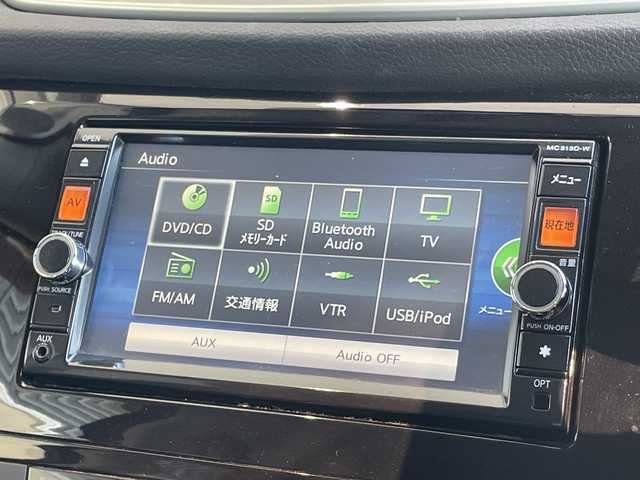 OPEN
MC313D-W
Audio
メニュー
AV
現在地
DVD/CD
SD
メモリーカード
Bluetooth
Audio
TV
TRACK/TUNE
音量
FM/AM
交通情報
VTR
USB/iPod
メニュー
PUSH SOURCE
PUSH ON-OFF
AUX
AUX
Audio OFF
OPT